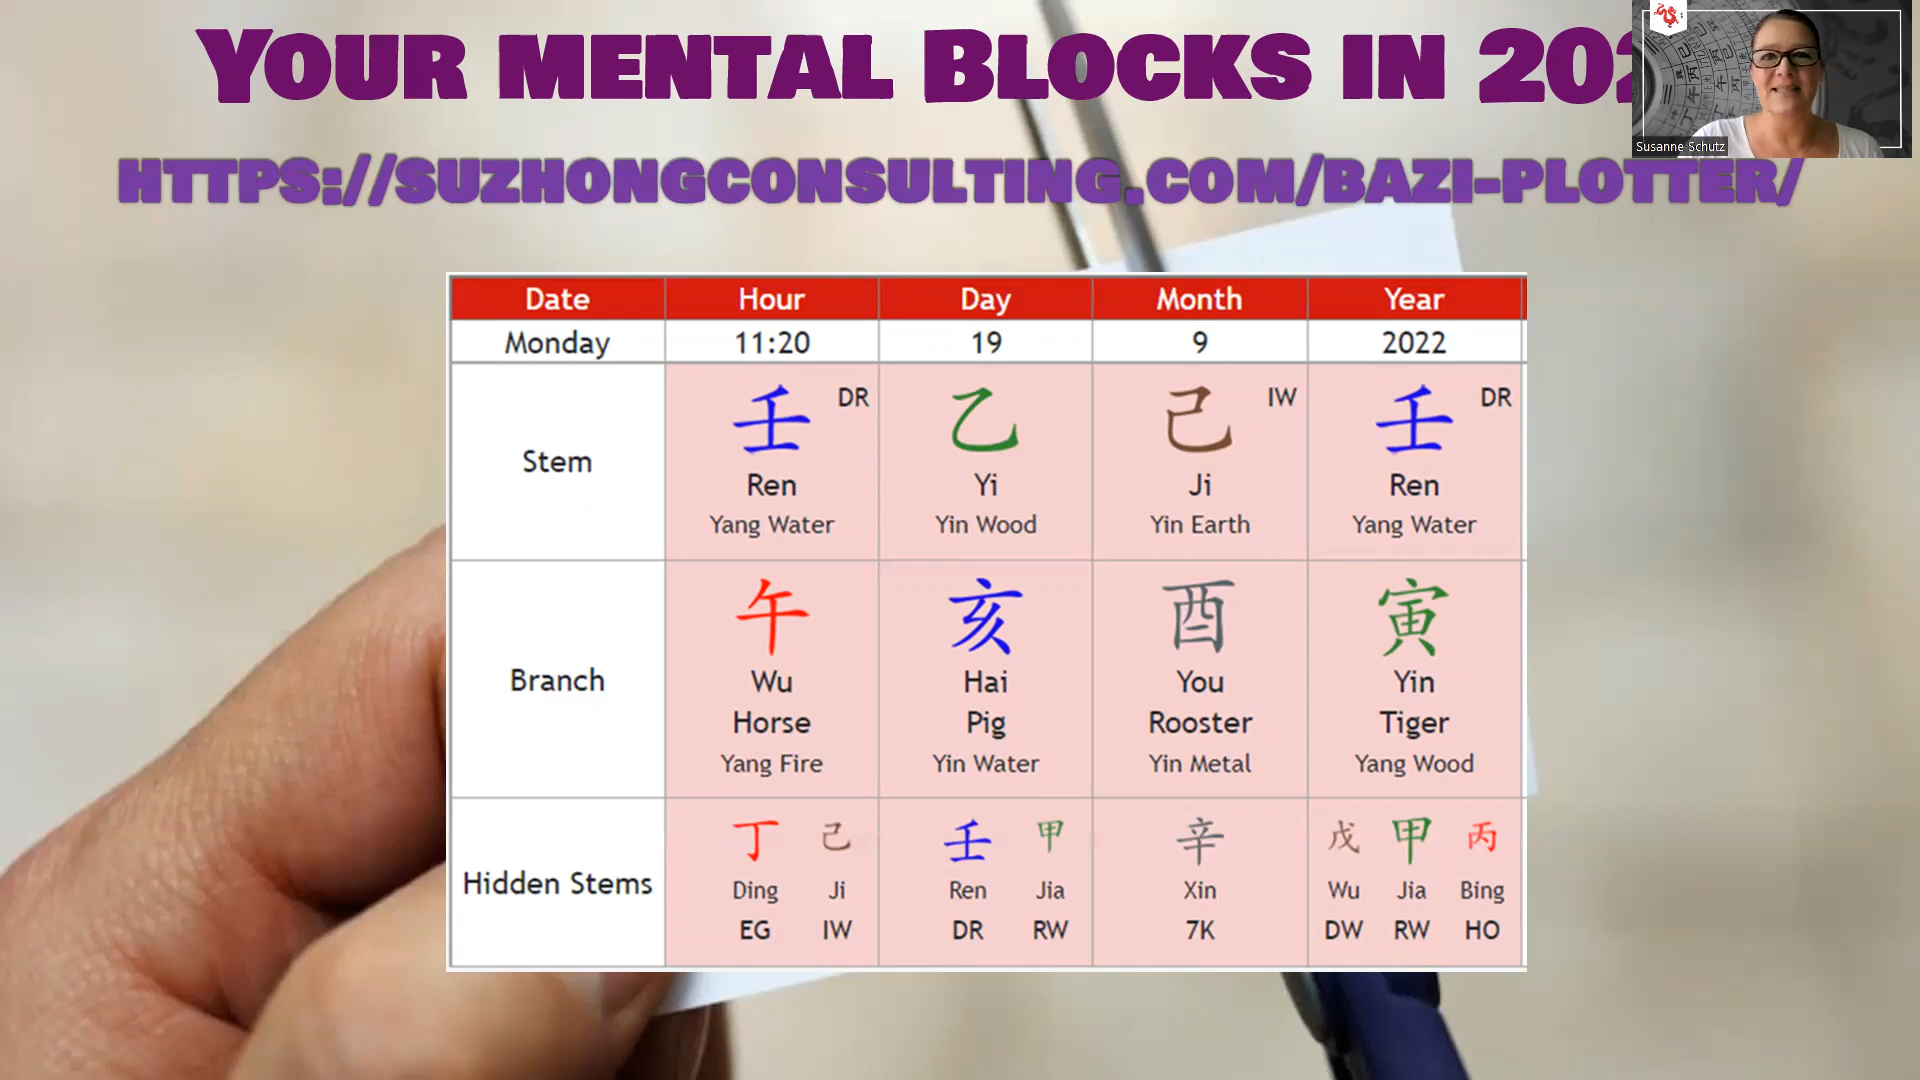 YOUR MENTAL BLOCKS IN 202
HTTPS://SUZHONGCONSULTING.COM/BAZI-PLOTTER/
Susanne Schutz
Date Hour Day Month Year
Monday 11:20 19 9 2022
Stem
壬 DR 乙 己 IW 壬 DR
Ren Yi Ji Ren
Yang Water Yin Wood Yin Earth Yang Water
Branch
午 亥 酉 寅
Wu Hai You Yin
Horse Pig Rooster Tiger
Yang Fire Yin Water Yin Metal Yang Wood
Hidden Stems
丁 己 壬 甲 辛 戊 甲 丙
Ding Ji Ren Jia Xin Wu Jia Bing
EG IW DR RW 7K DW RW HO